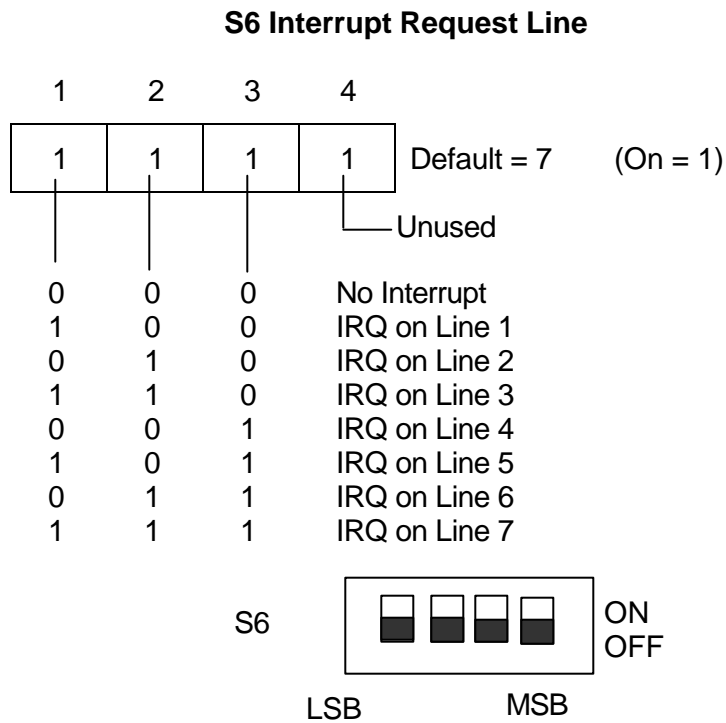 S6 Interrupt Request Line
1 2 3 4
1 1 1 1 Default = 7 (On = 1)
Unused
0 0 0 No Interrupt
1 0 0 IRQ on Line 1
0 1 0 IRQ on Line 2
1 1 0 IRQ on Line 3
0 0 1 IRQ on Line 4
1 0 1 IRQ on Line 5
0 1 1 IRQ on Line 6
1 1 1 IRQ on Line 7
S6 ON
OFF
LSB MSB